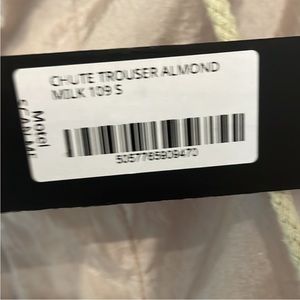 CHUTE TROUSER ALMOND
MILK 109 S
5057765909470
Motel